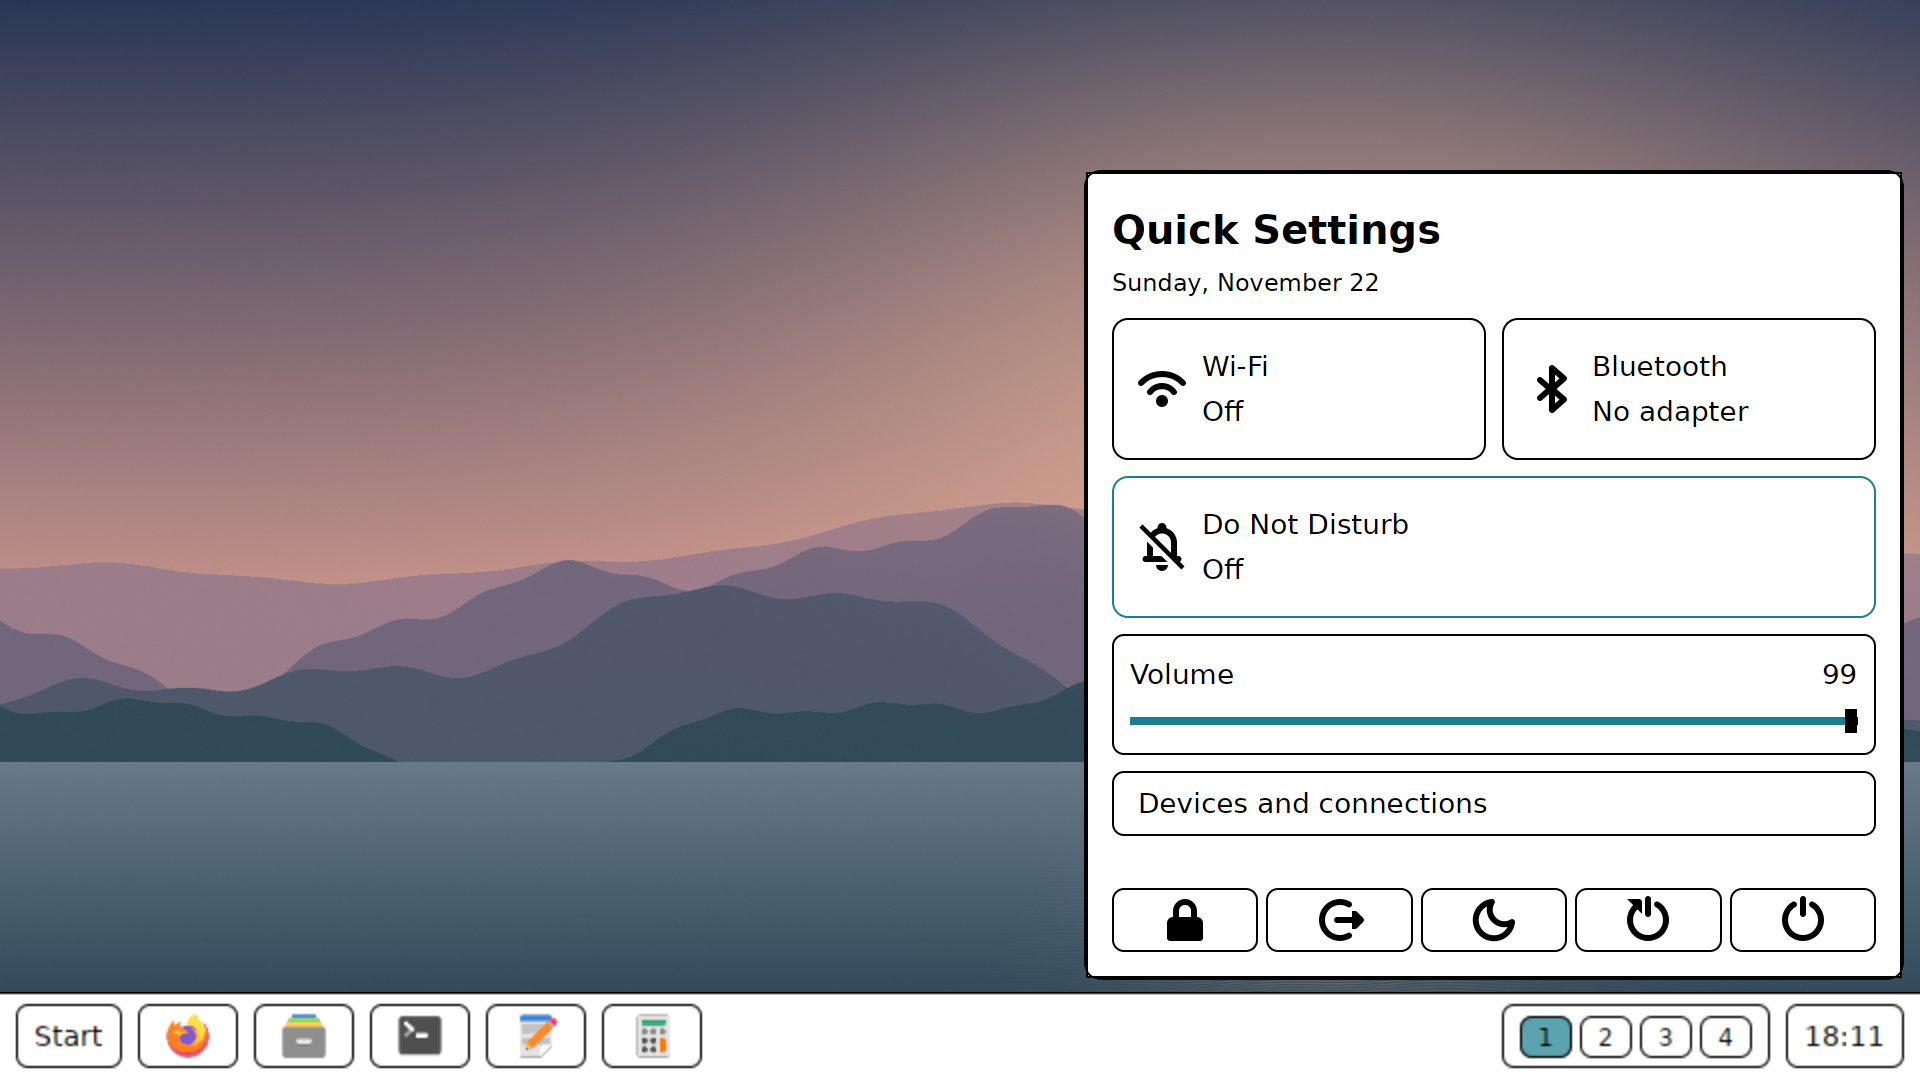 Quick Settings
Sunday, November 22
Wi-Fi
Off
Bluetooth
No adapter
Do Not Disturb
Off
Volume 99
Devices and connections
Start 1 2 3 4 18:11